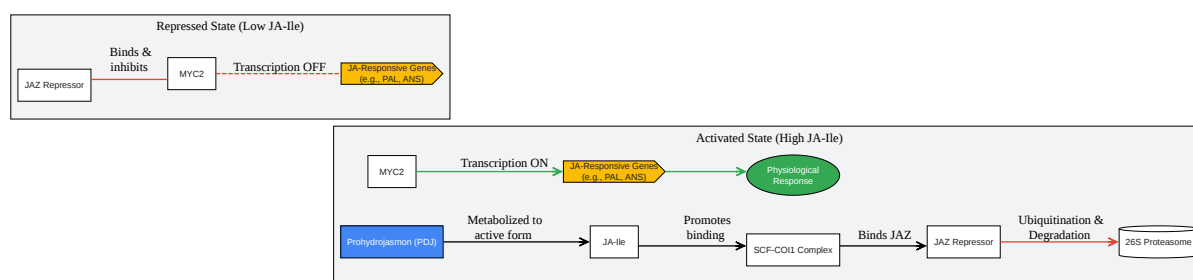 Repressed State (Low JA-Ile)
Binds &
inhibits
JAZ Repressor
MYC2
Transcription OFF
JA-Responsive Genes
(e.g., PAL, ANS)
Activated State (High JA-Ile)
MYC2
Transcription ON
JA-Responsive Genes
(e.g., PAL, ANS)
Physiological
Response
Prohydrojasmon (PDJ)
Metabolized to
active form
JA-Ile
Promotes
binding
SCF-COI1 Complex
Binds JAZ
JAZ Repressor
Ubiquitination &
Degradation
26S Proteasome